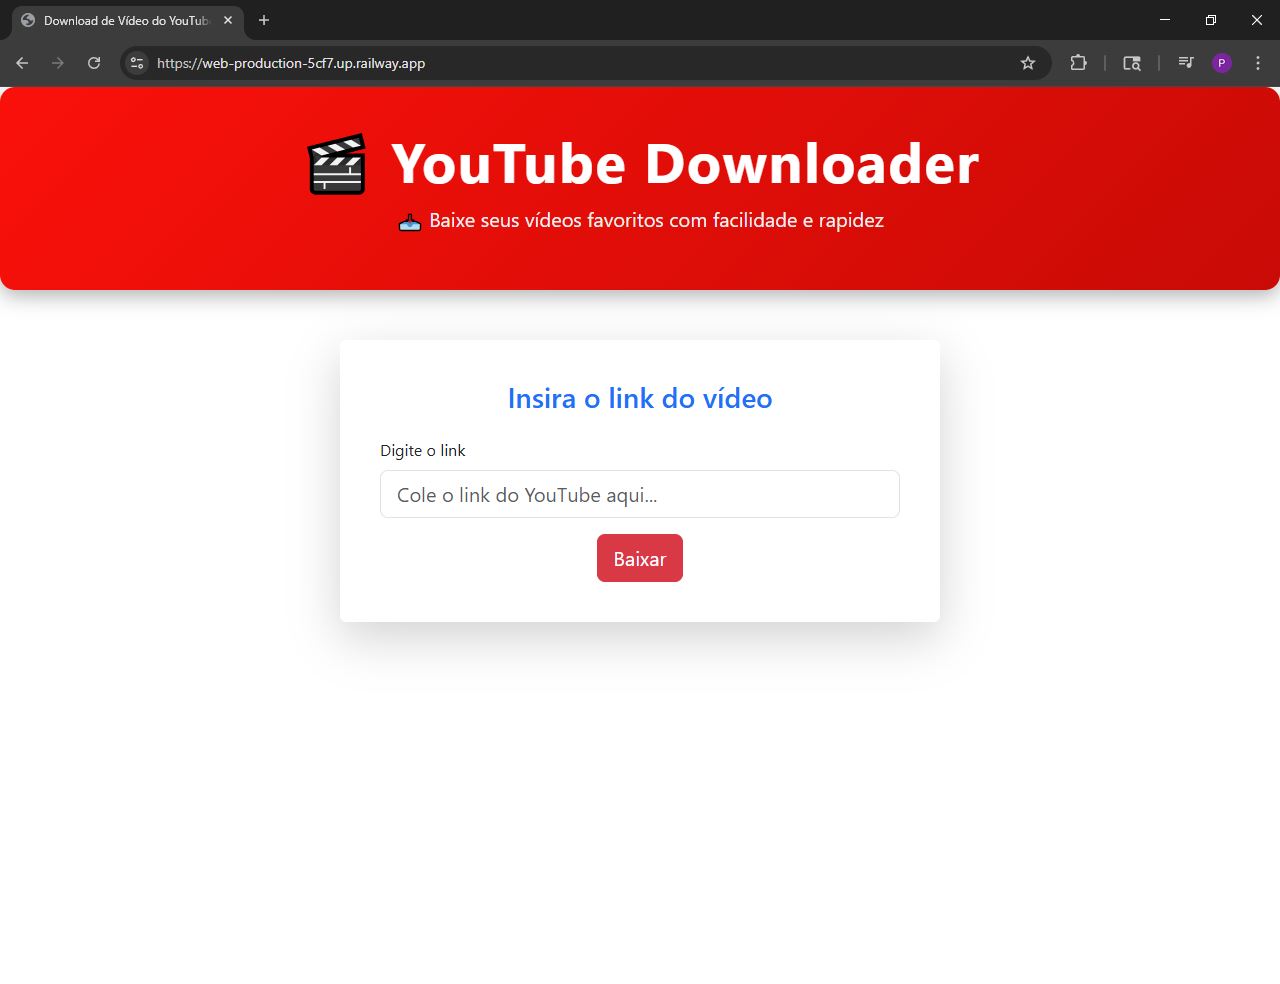 Download de Vídeo do YouTub
https://web-production-5cf7.up.railway.app
P
YouTube Downloader
Baixe seus vídeos favoritos com facilidade e rapidez
Insira o link do vídeo
Digite o link
Cole o link do YouTube aqui...
Baixar